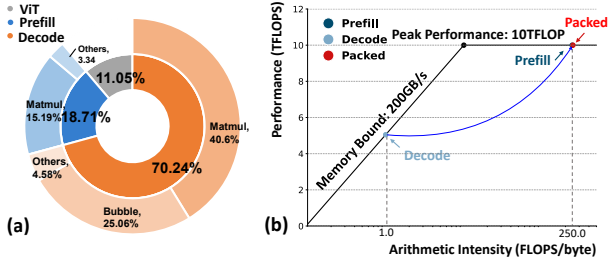 ViT
Prefill
Decode
Others,
3.34
11.05%
Matmul,
15.19%
18.71%
Matmul,
40.6%
Others,
4.58%
70.24%
Bubble,
25.06%
(a)
Performance (TFLOPS)
12
10
8
6
4
2
0
Prefill
Decode
Packed
Peak Performance: 10TFLOP
Packed
Prefill
Memory Bound: 200GB/s
Decode
1.0
250.0
Arithmetic Intensity (FLOPS/byte)
(b)